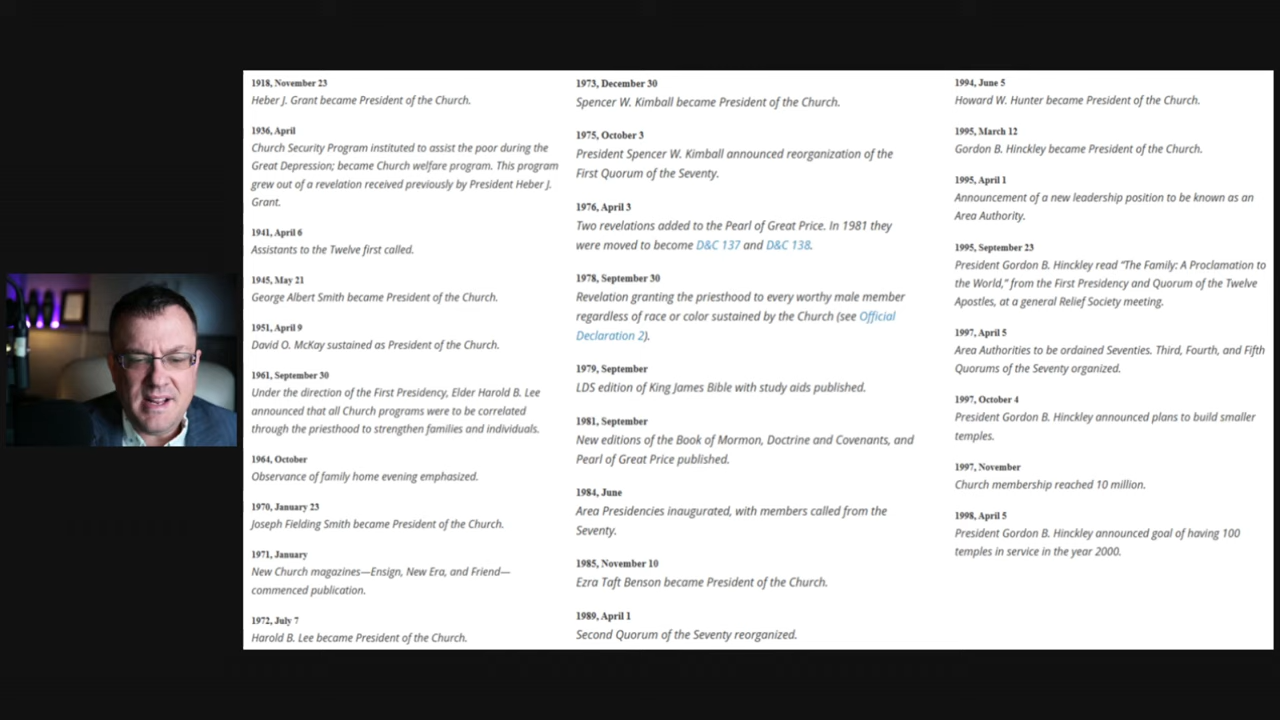 1918, November 23
Heber J. Grant became President of the Church.
1936, April
Church Security Program instituted to assist the poor during the
Great Depression; became Church welfare program. This program
grew out of a revelation received previously by President Heber J.
Grant.
1941, April 6
Assistants to the Twelve first called.
1945, May 21
George Albert Smith became President of the Church.
1951, April 9
David O. McKay sustained as President of the Church.
1961, September 30
Under the direction of the First Presidency, Elder Harold B. Lee
announced that all Church programs were to be correlated
through the priesthood to strengthen families and individuals.
1964, October
Observance of family home evening emphasized.
1970, January 23
Joseph Fielding Smith became President of the Church.
1971, January
New Church magazines—Ensign, New Era, and Friend—
commenced publication.
1972, July 7
Harold B. Lee became President of the Church.
1973, December 30
Spencer W. Kimball became President of the Church.
1975, October 3
President Spencer W. Kimball announced reorganization of the
First Quorum of the Seventy.
1976, April 3
Two revelations added to the Pearl of Great Price. In 1981 they
were moved to become D&C 137 and D&C 138.
1978, September 30
Revelation granting the priesthood to every worthy male member
regardless of race or color sustained by the Church (see Official
Declaration 2).
1979, September
LDS edition of King James Bible with study aids published.
1981, September
New editions of the Book of Mormon, Doctrine and Covenants, and
Pearl of Great Price published.
1984, June
Area Presidencies inaugurated, with members called from the
Seventy.
1985, November 10
Ezra Taft Benson became President of the Church.
1989, April 1
Second Quorum of the Seventy reorganized.
1994, June 5
Howard W. Hunter became President of the Church.
1995, March 12
Gordon B. Hinckley became President of the Church.
1995, April 1
Announcement of a new leadership position to be known as an
Area Authority.
1995, September 23
President Gordon B. Hinckley read “The Family: A Proclamation to
the World,” from the First Presidency and Quorum of the Twelve
Apostles, at a general Relief Society meeting.
1997, April 5
Area Authorities to be ordained Seventies. Third, Fourth, and Fifth
Quorums of the Seventy organized.
1997, October 4
President Gordon B. Hinckley announced plans to build smaller
temples.
1997, November
Church membership reached 10 million.
1998, April 5
President Gordon B. Hinckley announced goal of having 100
temples in service in the year 2000.